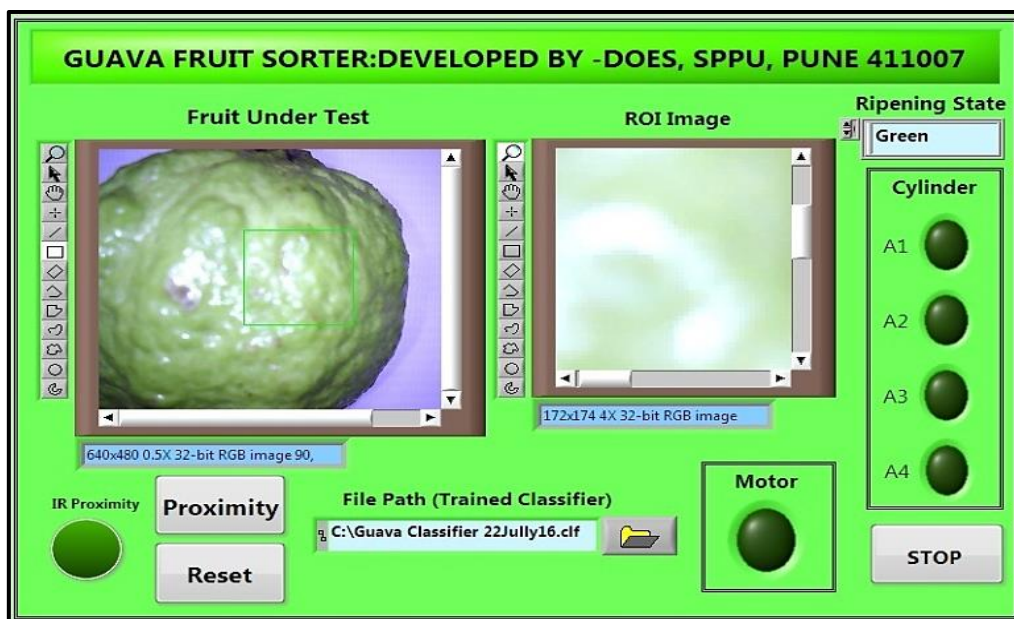 GUAVA FRUIT SORTER:DEVELOPED BY -DOES, SPPU, PUNE 411007
Fruit Under Test
ROI Image
Ripening State
Green
Cylinder
A1
A2
A3
A4
172x174 4X 32-bit RGB image
640x480 0.5X 32-bit RGB image 90,
IR Proximity
Proximity
Reset
File Path (Trained Classifier)
C:\Guava Classifier 22Jully16.clf
Motor
STOP